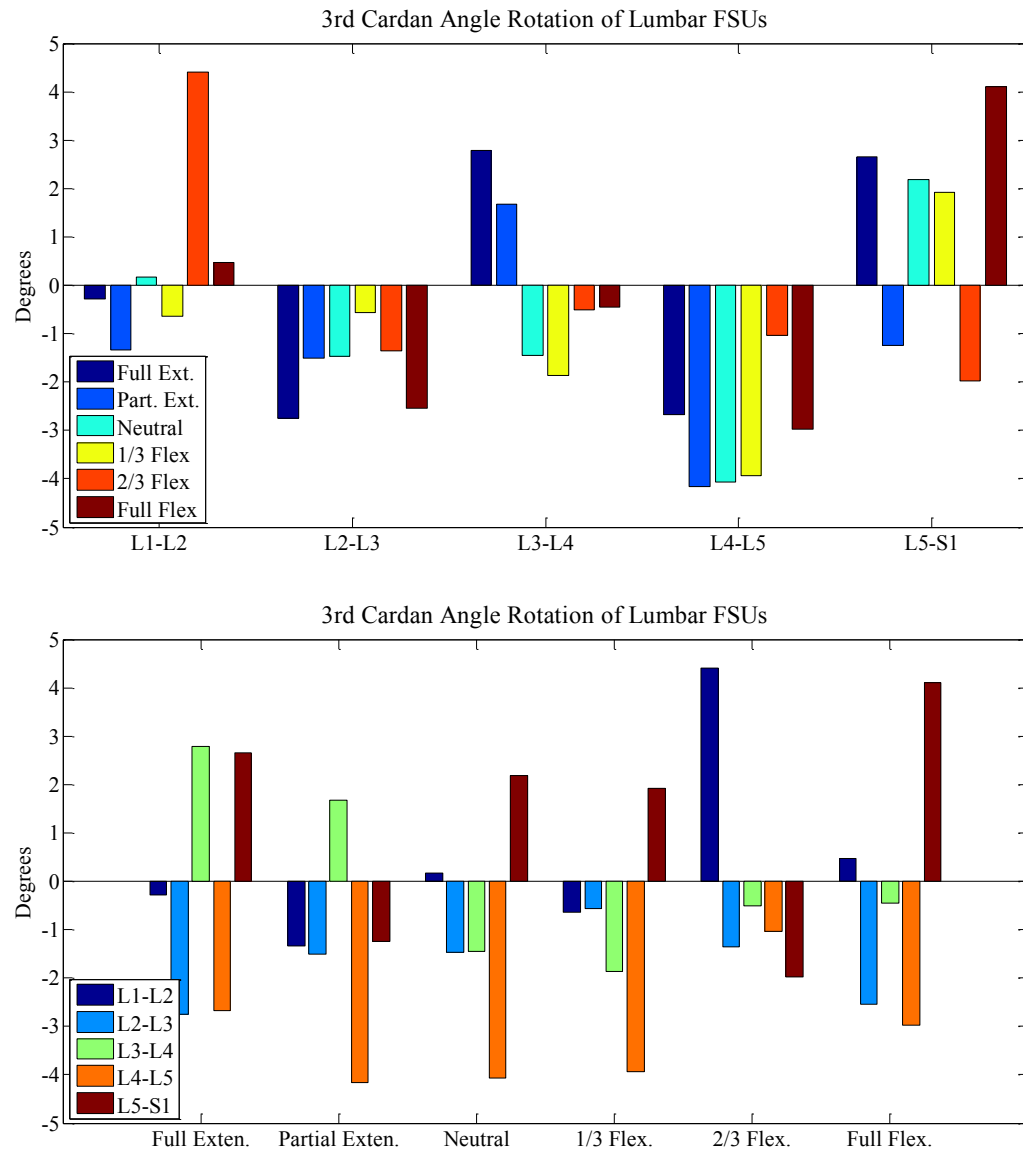 3rd Cardan Angle Rotation of Lumbar FSUs
5
4
3
2
1
0
-1
-2
-3
-4
-5
Degrees
Full Ext.
Part. Ext.
Neutral
1/3 Flex
2/3 Flex
Full Flex
L1-L2 L2-L3 L3-L4 L4-L5 L5-S1
3rd Cardan Angle Rotation of Lumbar FSUs
5
4
3
2
1
0
-1
-2
-3
-4
-5
Degrees
L1-L2
L2-L3
L3-L4
L4-L5
L5-S1
Full Exten. Partial Exten. Neutral 1/3 Flex. 2/3 Flex. Full Flex.